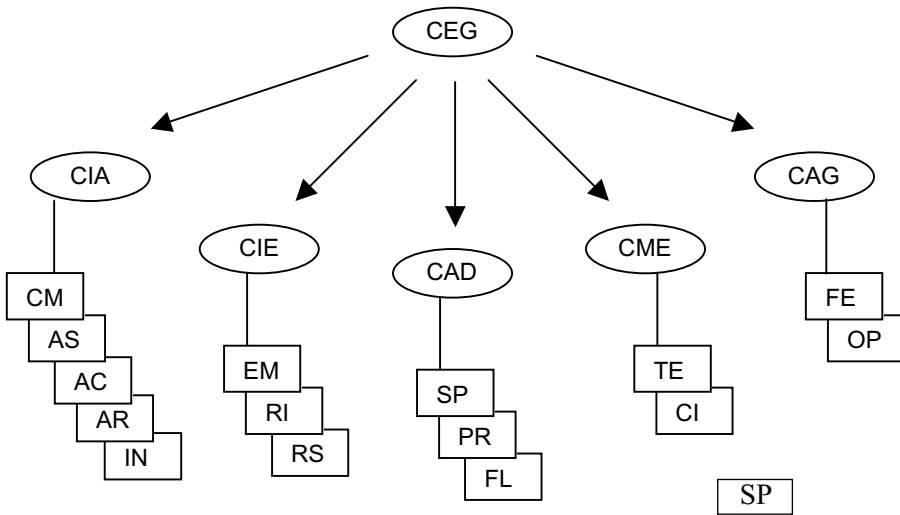 CEG
CIA
CIE
CAD
CME
CAG
CM
AS
AC
AR
IN
EM
RI
RS
SP
PR
FL
TE
CI
FE
OP
SP